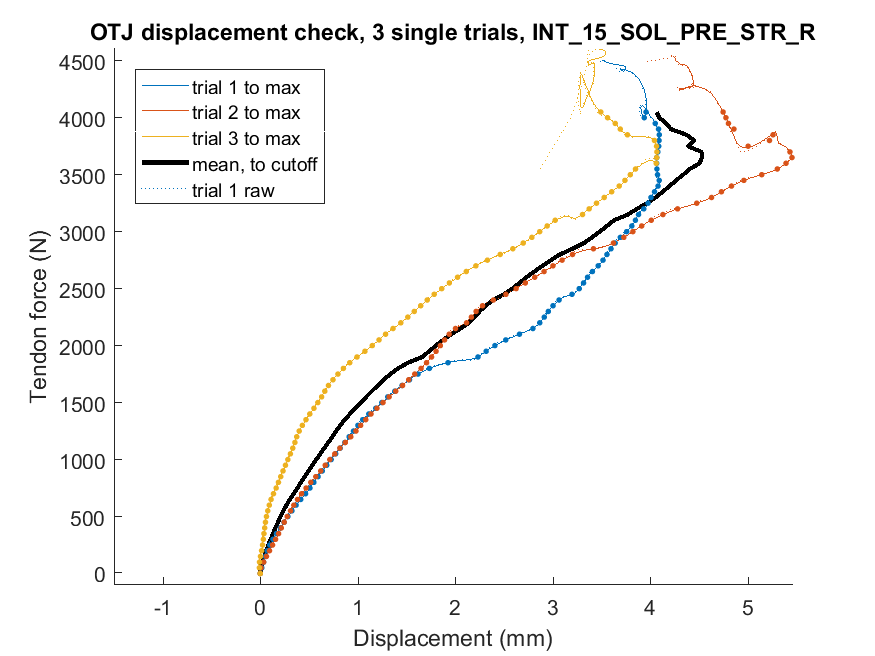 OTJ displacement check, 3 single trials, INT_15_SOL_PRE_STR_R
4500
4000
3500
3000
2500
2000
1500
1000
500
0
Tendon force (N)
trial 1 to max
trial 2 to max
trial 3 to max
mean, to cutoff
trial 1 raw
-1 0 1 2 3 4 5
Displacement (mm)